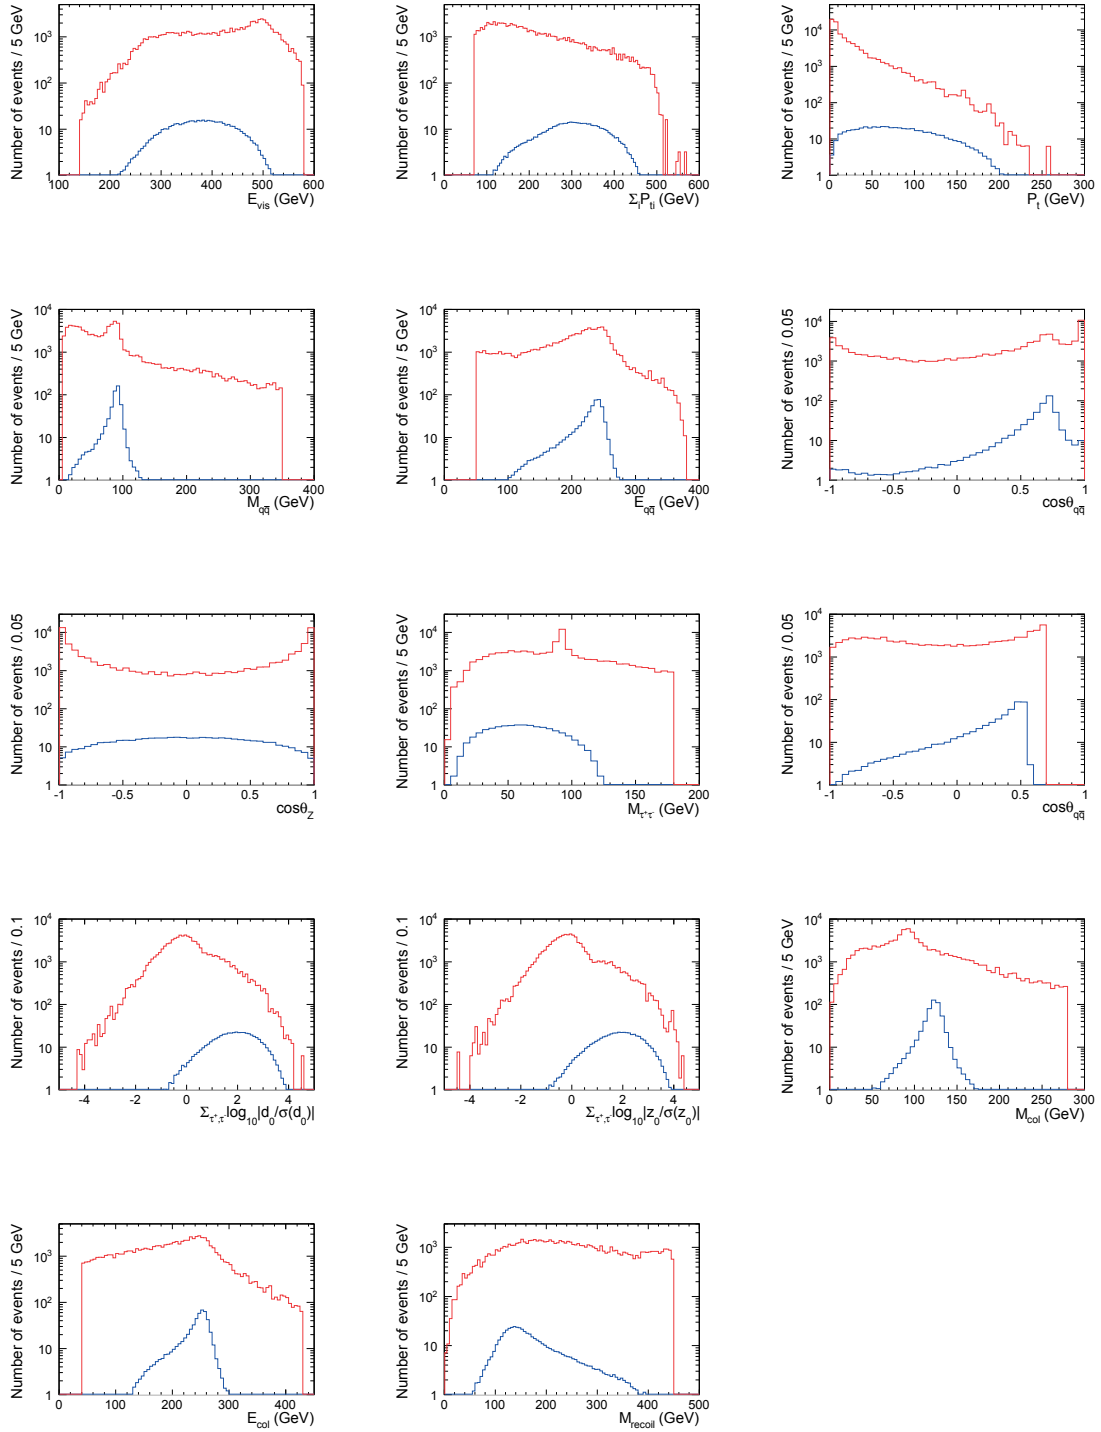 Number of events / 5 GeV
10³
10²
10
1
100 200 300 400 500 600
E_vis (GeV)
Number of events / 5 GeV
10³
10²
10
1
0 100 200 300 400 500 600
Σ_i P_ti (GeV)
Number of events / 5 GeV
10⁴
10³
10²
10
1
0 50 100 150 200 250 300
P_t (GeV)
Number of events / 5 GeV
10⁴
10³
10²
10
1
0 100 200 300 400
M_qq̅ (GeV)
Number of events / 5 GeV
10⁴
10³
10²
10
1
0 100 200 300 400
E_qq̅ (GeV)
Number of events / 0.05
10⁴
10³
10²
10
1
-1 -0.5 0 0.5 1
cosθ_qq̅
Number of events / 0.05
10⁴
10³
10²
10
1
-1 -0.5 0 0.5 1
cosθ_Z
Number of events / 5 GeV
10⁴
10³
10²
10
1
0 50 100 150 200
M_τ⁺τ⁻ (GeV)
Number of events / 0.05
10³
10²
10
1
-1 -0.5 0 0.5 1
cosθ_qq̅
Number of events / 0.1
10⁴
10³
10²
10
1
-4 -2 0 2 4
Σ_τ⁺,τ⁻ log₁₀|d₀/σ(d₀)|
Number of events / 0.1
10⁴
10³
10²
10
1
-4 -2 0 2 4
Σ_τ⁺,τ⁻ log₁₀|z₀/σ(z₀)|
Number of events / 5 GeV
10⁴
10³
10²
10
1
0 50 100 150 200 250 300
M_col (GeV)
Number of events / 5 GeV
10³
10²
10
1
0 100 200 300 400
E_col (GeV)
Number of events / 5 GeV
10³
10²
10
1
0 100 200 300 400 500
M_recoil (GeV)